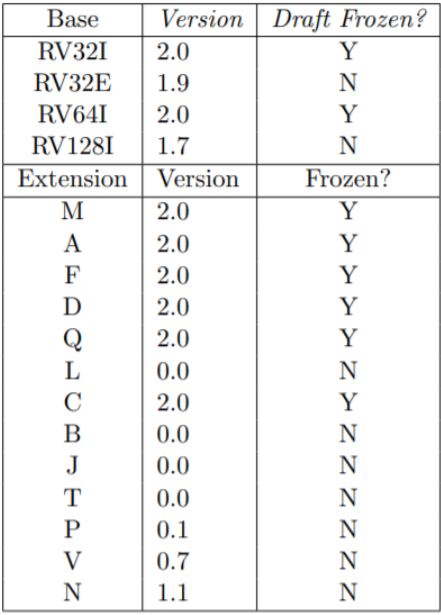 Base Version Draft Frozen?
RV32I 2.0 Y
RV32E 1.9 N
RV64I 2.0 Y
RV128I 1.7 N
Extension Version Frozen?
M 2.0 Y
A 2.0 Y
F 2.0 Y
D 2.0 Y
Q 2.0 Y
L 0.0 N
C 2.0 Y
B 0.0 N
J 0.0 N
T 0.0 N
P 0.1 N
V 0.7 N
N 1.1 N